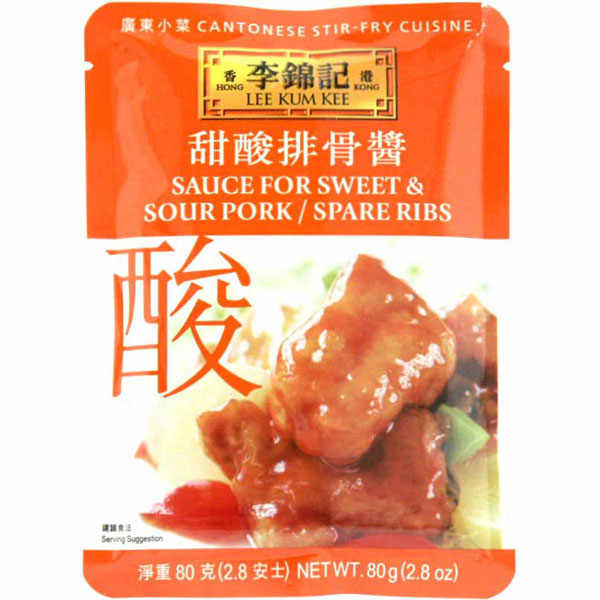 廣東小菜 CANTONESE STIR-FRY CUISINE
香 李錦記 港
HONG LEE KUM KEE KONG
甜酸排骨醬
SAUCE FOR SWEET &
SOUR PORK / SPARE RIBS
酸
建議食法
Serving Suggestion
淨重 80 克 (2.8 安士) NET WT. 80g (2.8 oz)